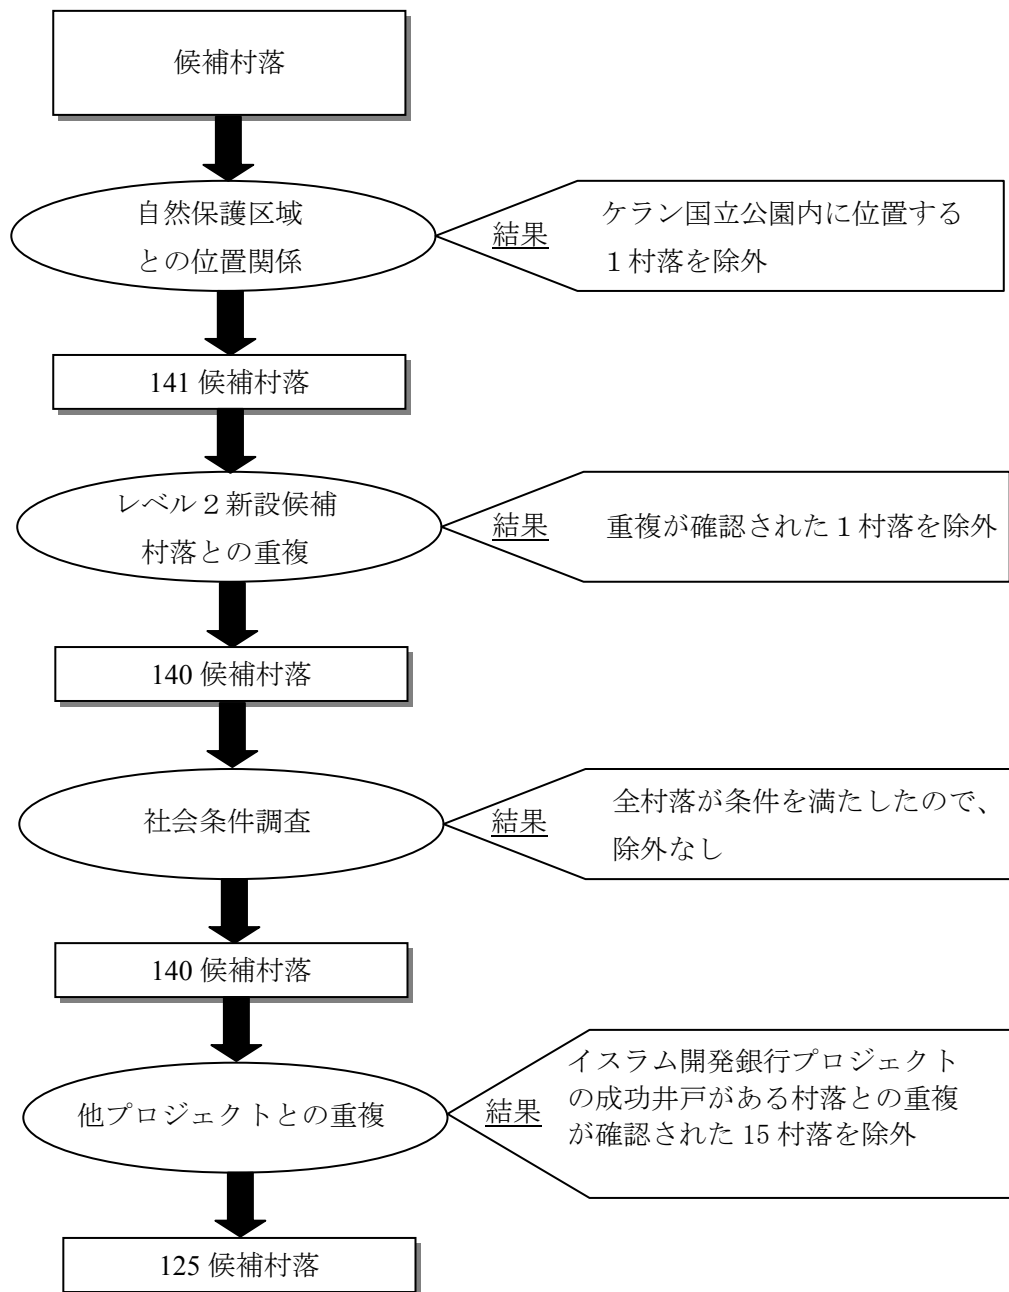 候補村落
自然保護区域
との位置関係
結果
ケラン国立公園内に位置する
1村落を除外
141 候補村落
レベル2新設候補
村落との重複
結果
重複が確認された1村落を除外
140 候補村落
社会条件調査
結果
全村落が条件を満たしたので、
除外なし
140 候補村落
他プロジェクトとの重複
結果
イスラム開発銀行プロジェクト
の成功井戸がある村落との重複
が確認された 15 村落を除外
125 候補村落